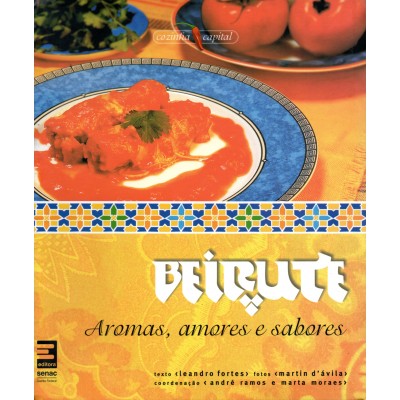 cozinha capital
BEIRUTE
Aromas, amores e sabores
texto ‹leandro fortes› fotos ‹martin d'ávila›
coordenação ‹andré ramos e marta moraes›
editora
senac